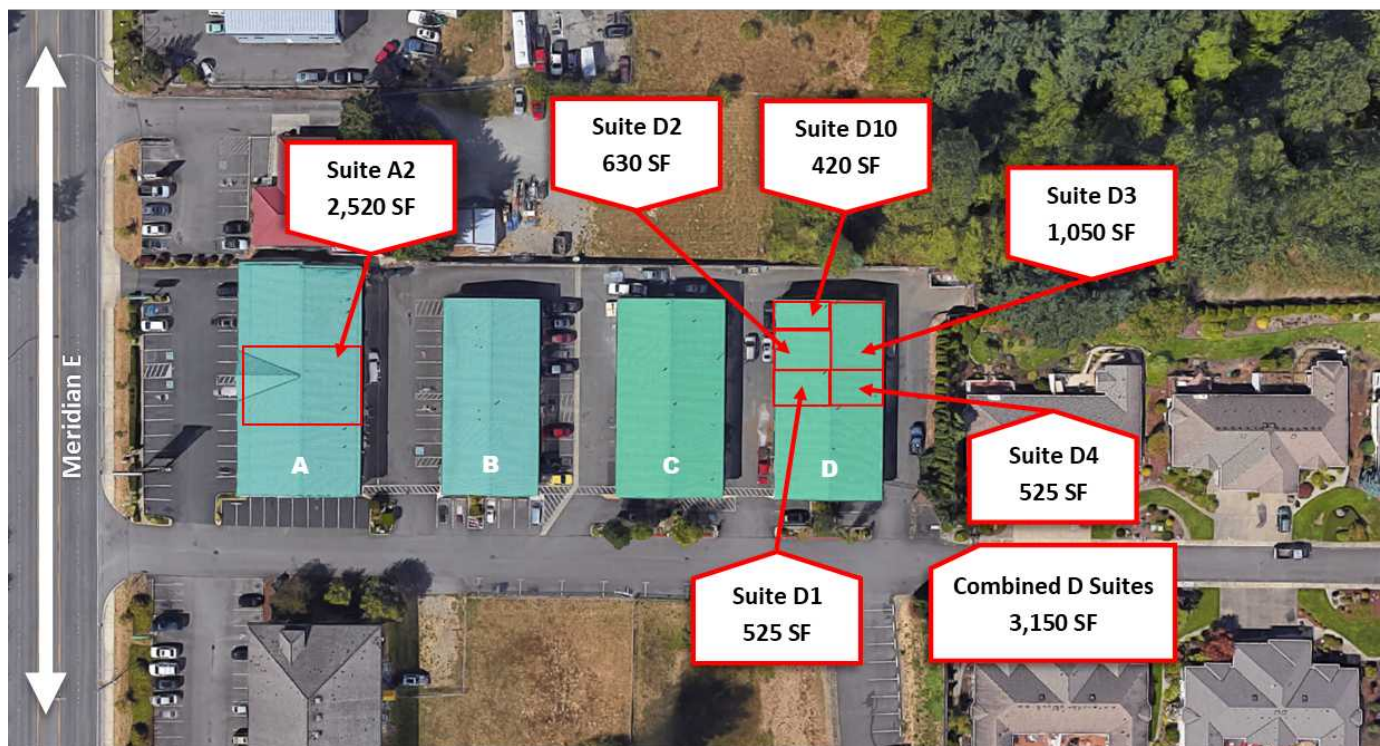 Suite D2
630 SF
Suite D10
420 SF
Suite A2
2,520 SF
Suite D3
1,050 SF
Meridian E
A
B
C
D
Suite D4
525 SF
Suite D1
525 SF
Combined D Suites
3,150 SF